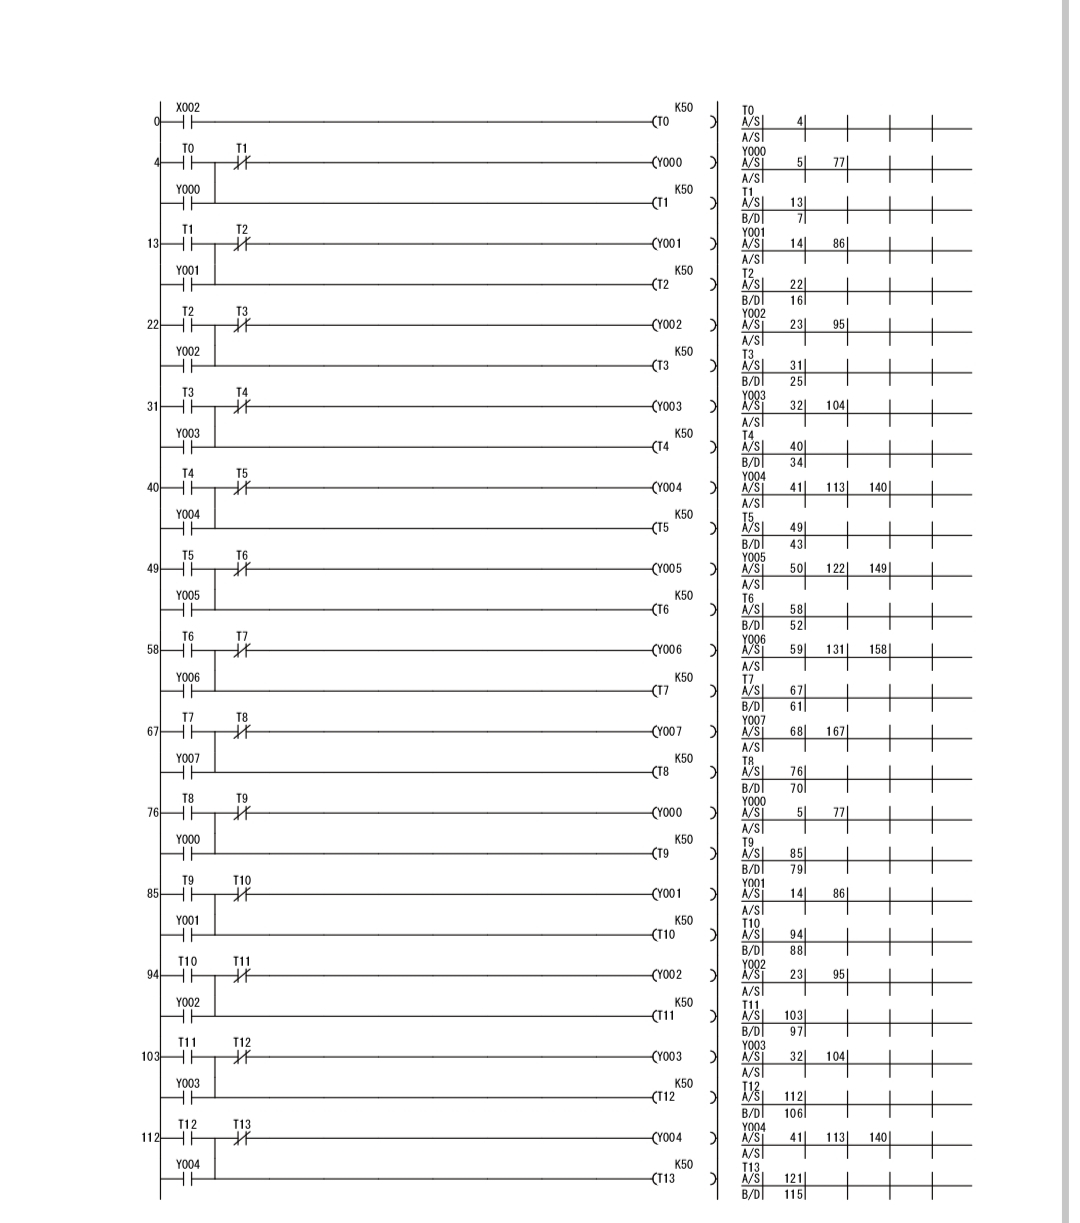 X002 K50 T0
0 (T0 ) A/S 4
A/S
T0 T1 Y000
4 (Y000 ) A/S 5 77
A/S
Y000 K50 T1
(T1 ) A/S 13
B/D 7
T1 T2 Y001
13 (Y001 ) A/S 14 86
A/S
Y001 K50 T2
(T2 ) A/S 22
B/D 16
T2 T3 Y002
22 (Y002 ) A/S 23 95
A/S
Y002 K50 T3
(T3 ) A/S 31
B/D 25
T3 T4 Y003
31 (Y003 ) A/S 32 104
A/S
Y003 K50 T4
(T4 ) A/S 40
B/D 34
T4 T5 Y004
40 (Y004 ) A/S 41 113 140
A/S
Y004 K50 T5
(T5 ) A/S 49
B/D 43
T5 T6 Y005
49 (Y005 ) A/S 50 122 149
A/S
Y005 K50 T6
(T6 ) A/S 58
B/D 52
T6 T7 Y006
58 (Y006 ) A/S 59 131 158
A/S
Y006 K50 T7
(T7 ) A/S 67
B/D 61
T7 T8 Y007
67 (Y007 ) A/S 68 167
A/S
Y007 K50 T8
(T8 ) A/S 76
B/D 70
T8 T9 Y000
76 (Y000 ) A/S 5 77
A/S
Y000 K50 T9
(T9 ) A/S 85
B/D 79
T9 T10 Y001
85 (Y001 ) A/S 14 86
A/S
Y001 K50 T10
(T10 ) A/S 94
B/D 88
T10 T11 Y002
94 (Y002 ) A/S 23 95
A/S
Y002 K50 T11
(T11 ) A/S 103
B/D 97
T11 T12 Y003
103 (Y003 ) A/S 32 104
A/S
Y003 K50 T12
(T12 ) A/S 112
B/D 106
T12 T13 Y004
112 (Y004 ) A/S 41 113 140
A/S
Y004 K50 T13
(T13 ) A/S 121
B/D 115